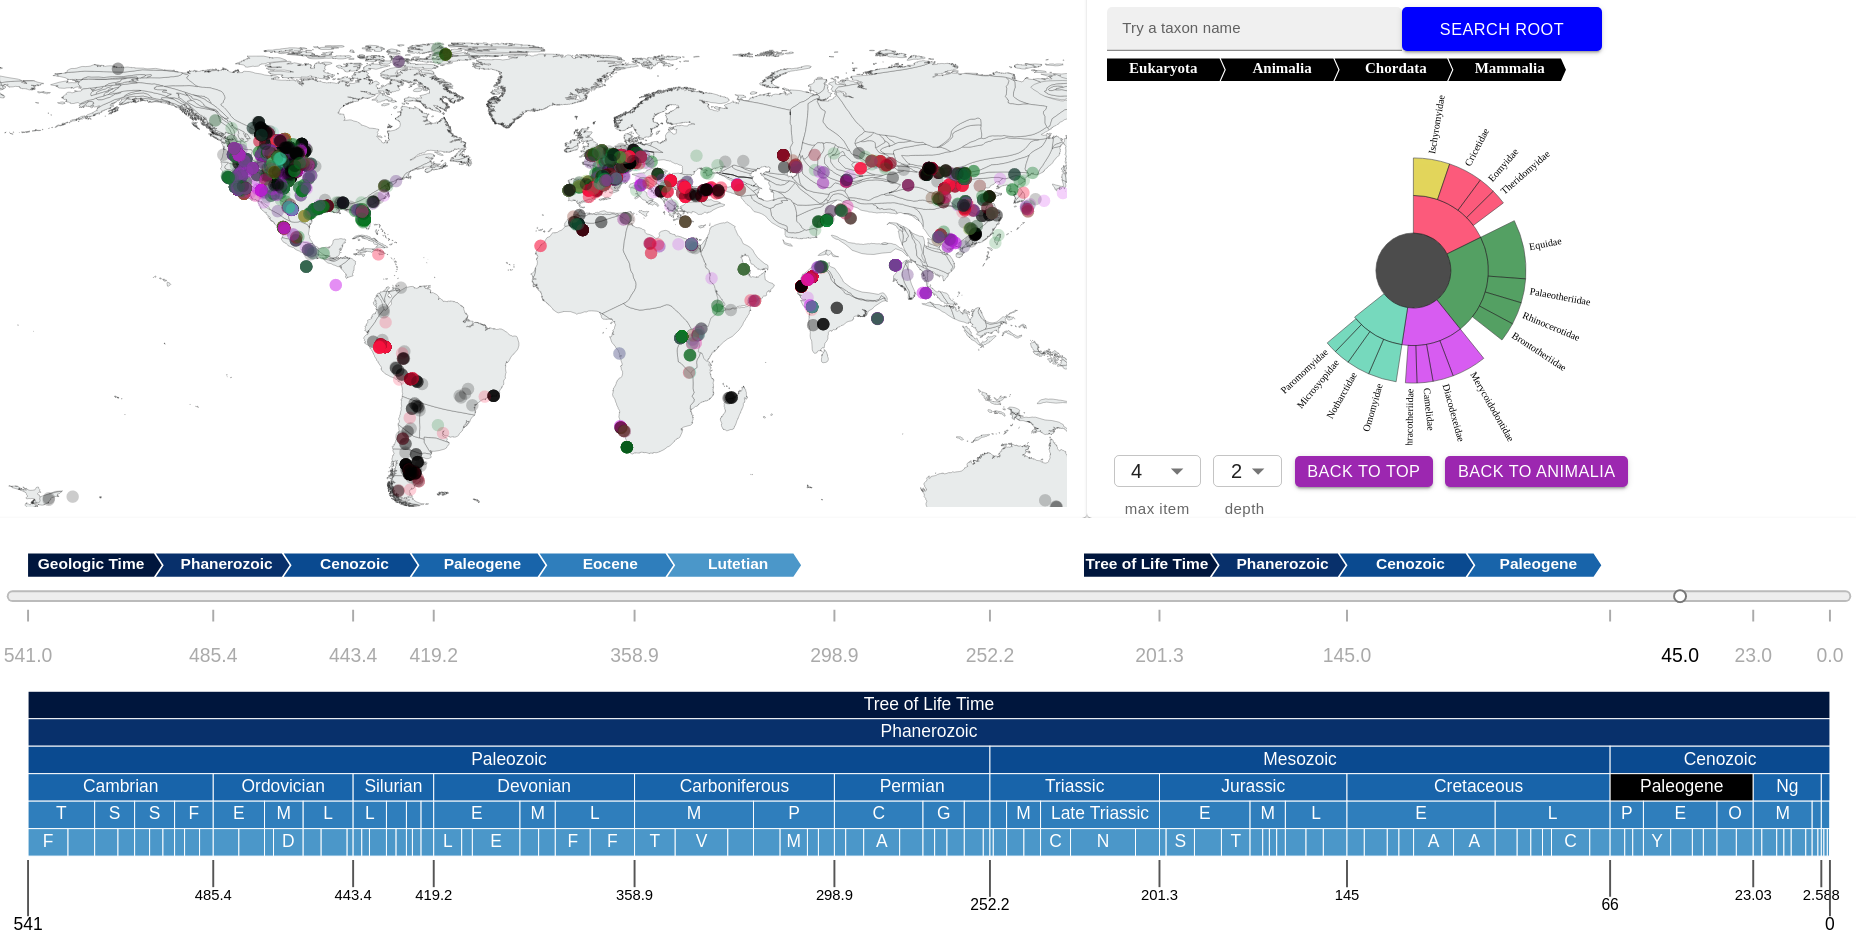 Try a taxon name
SEARCH ROOT
Eukaryota Animalia Chordata Mammalia
Ischyromyidae
Cricetidae
Eomyidae
Theridomyidae
Equidae
Palaeotheriidae
Rhinocerotidae
Brontotheriidae
Merycoidodontidae
Diacodexeidae
Camelidae
hracotheriidae
Omomyidae
Notharctidae
Microsyopidae
Paromomyidae
4 2 BACK TO TOP BACK TO ANIMALIA
max item depth
Geologic Time Phanerozoic Cenozoic Paleogene Eocene Lutetian
Tree of Life Time Phanerozoic Cenozoic Paleogene
541.0 485.4 443.4 419.2 358.9 298.9 252.2 201.3 145.0 45.0 23.0 0.0
Tree of Life Time
Phanerozoic
Paleozoic Mesozoic Cenozoic
Cambrian Ordovician Silurian Devonian Carboniferous Permian Triassic Jurassic Cretaceous Paleogene Ng
T S S F E M L L E M L M P C G M Late Triassic E M L E L P E O M
F D L E F F T V M A C N S T A A C Y
485.4 443.4 419.2 358.9 298.9 252.2 201.3 145 66 23.03 2.588
541 0